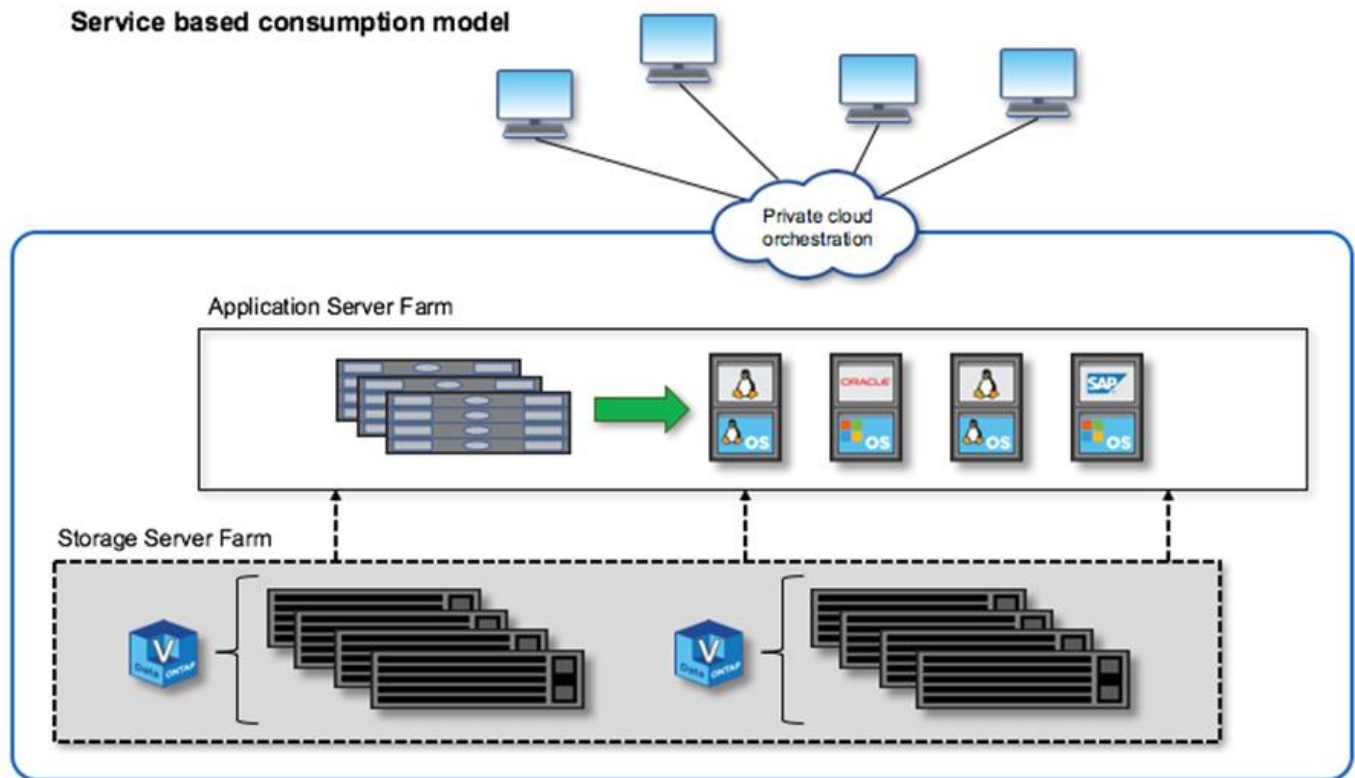 Service based consumption model
Private cloud
orchestration
Application Server Farm
ORACLE
SAP
OS
OS
OS
OS
Storage Server Farm
V
Data ONTAP
V
Data ONTAP